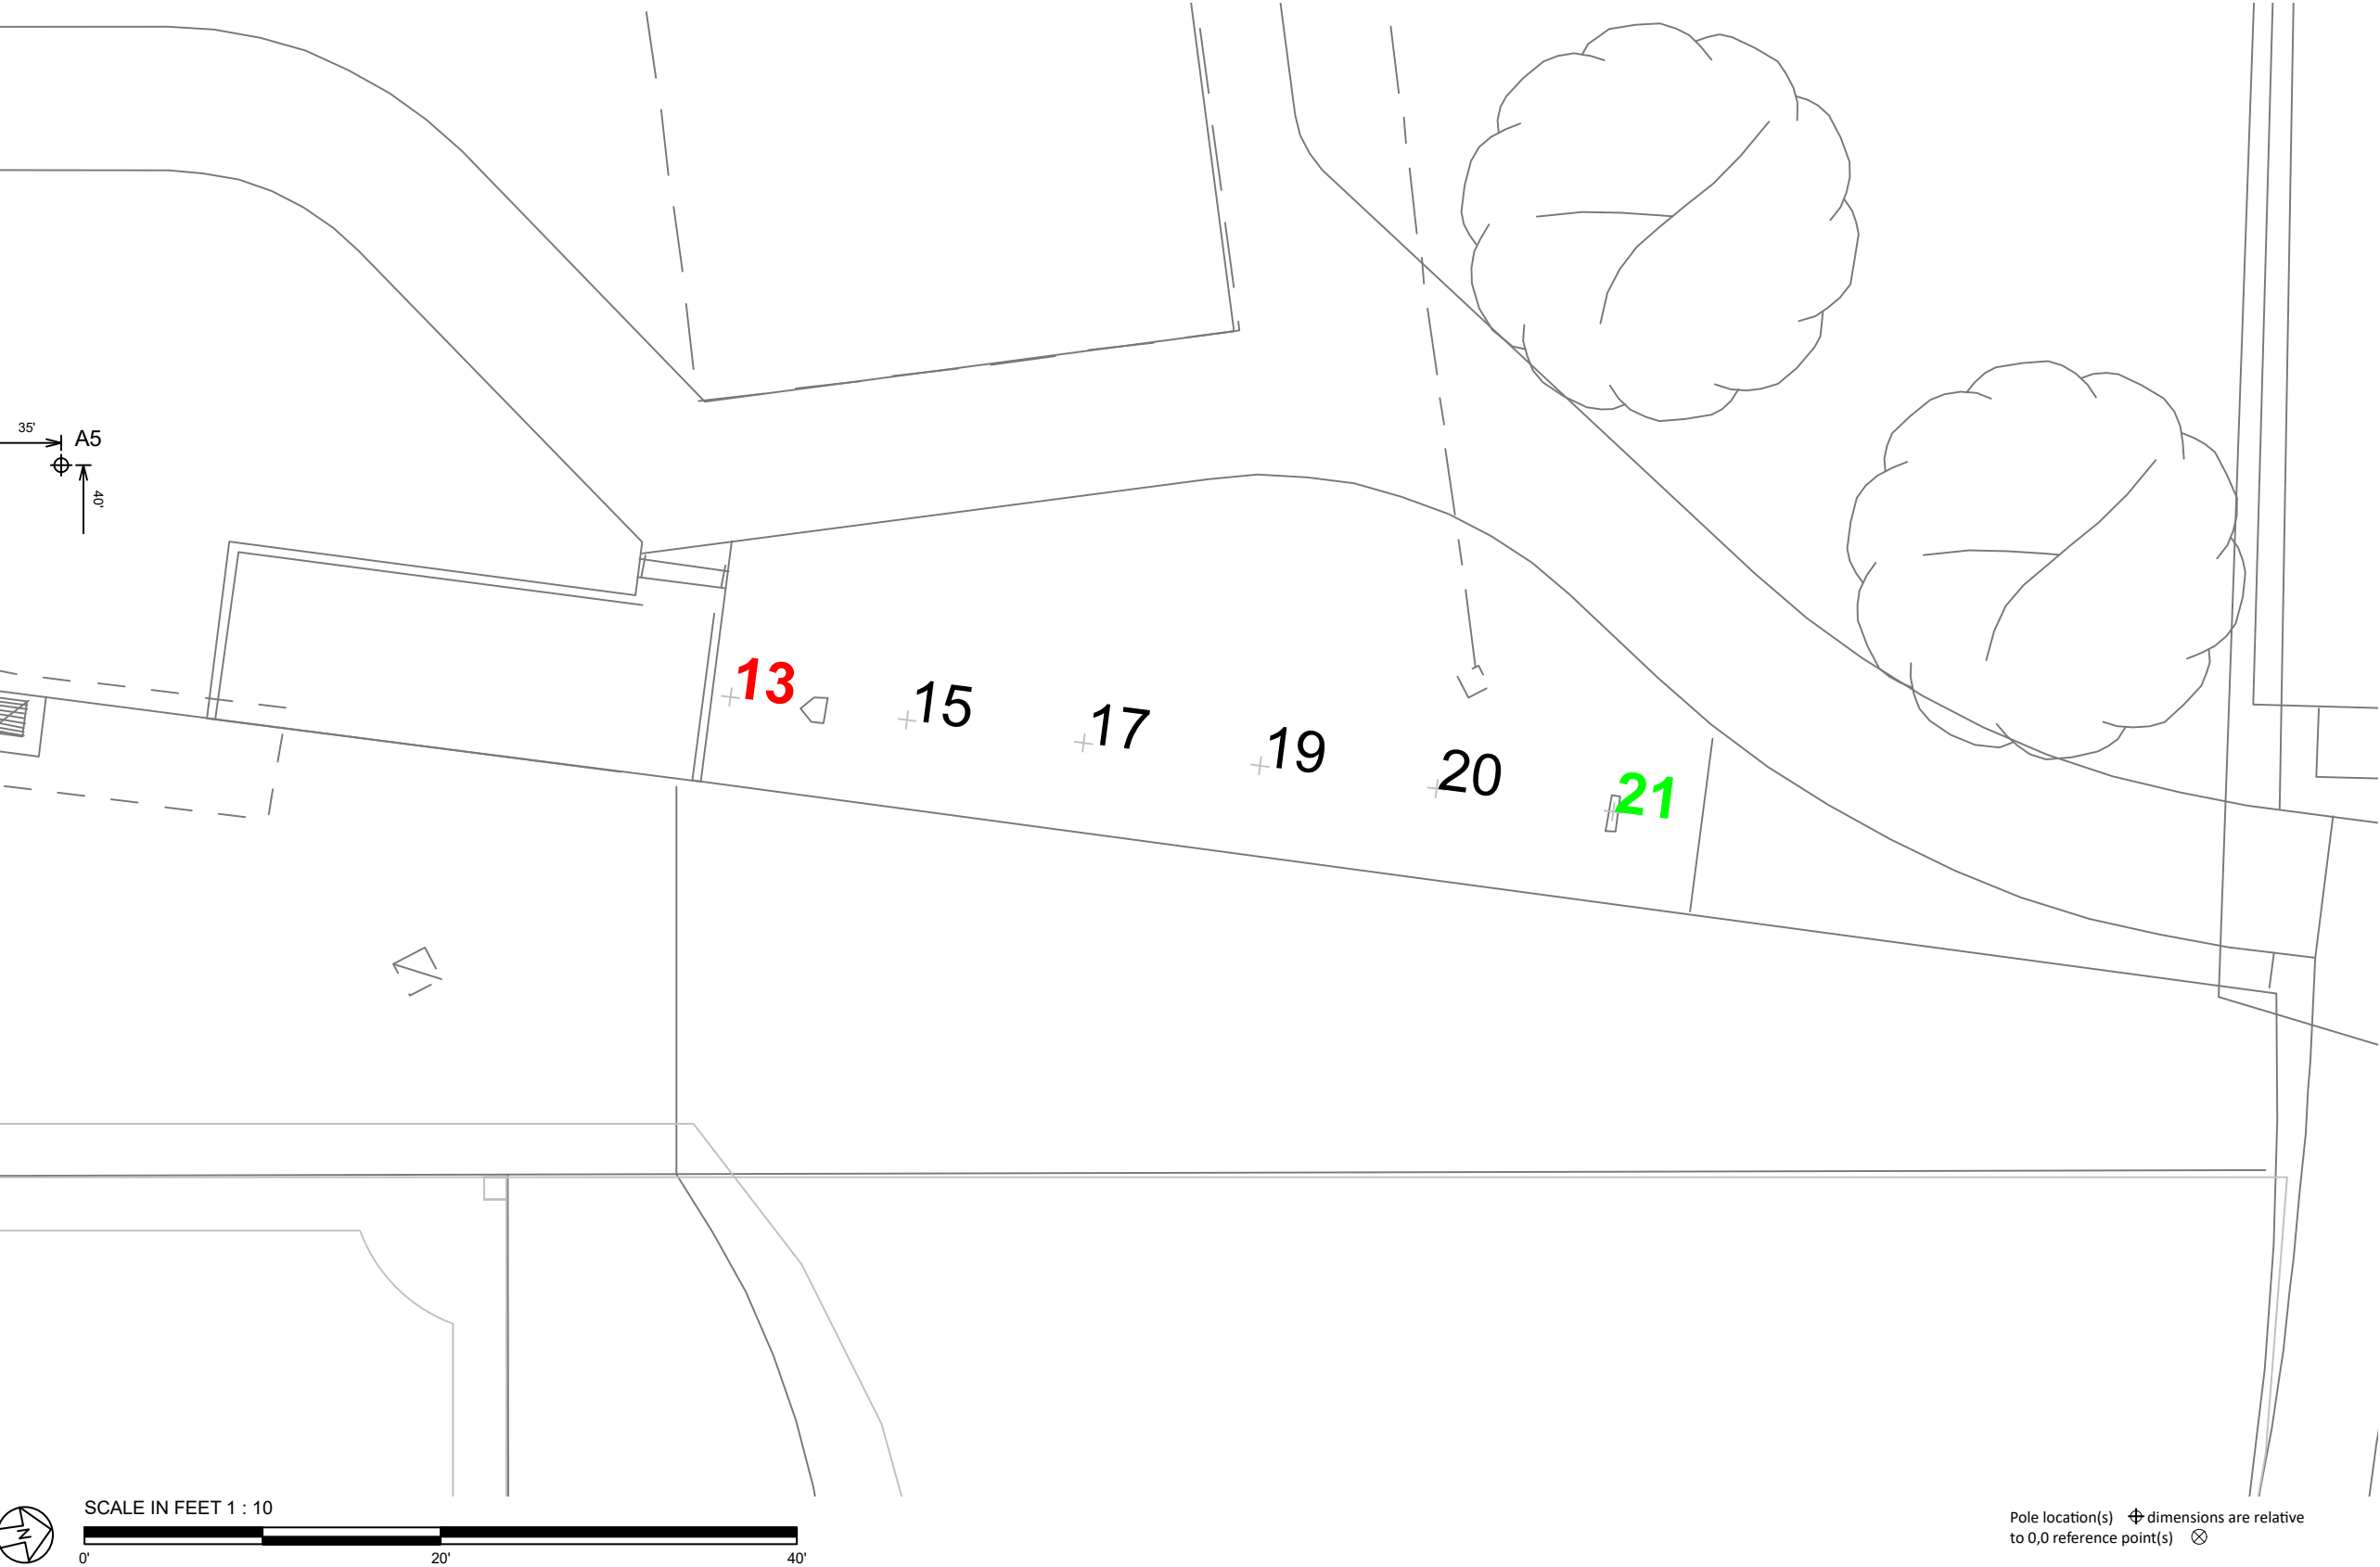 35'
A5
40'
13
15
17
19
20
21
SCALE IN FEET 1 : 10
0'
20'
40'
N
Pole location(s) dimensions are relative
to 0,0 reference point(s)